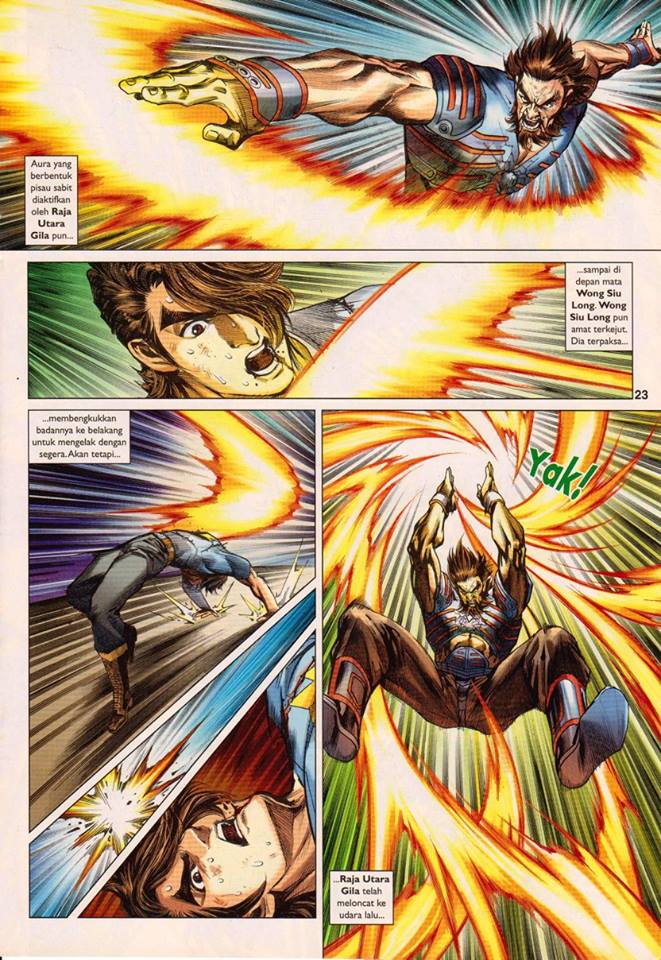 Aura yang
berbentuk
pisau sabit
diaktifkan
oleh Raja
Utara
Gila pun...
...sampai di
depan mata
Wong Siu
Long. Wong
Siu Long pun
amat terkejut.
Dia terpaksa...
23
...membengkukkan
badannya ke belakang
untuk mengelak dengan
segera. Akan tetapi...
Yak!
...Raja Utara
Gila telah
meloncat ke
udara lalu...